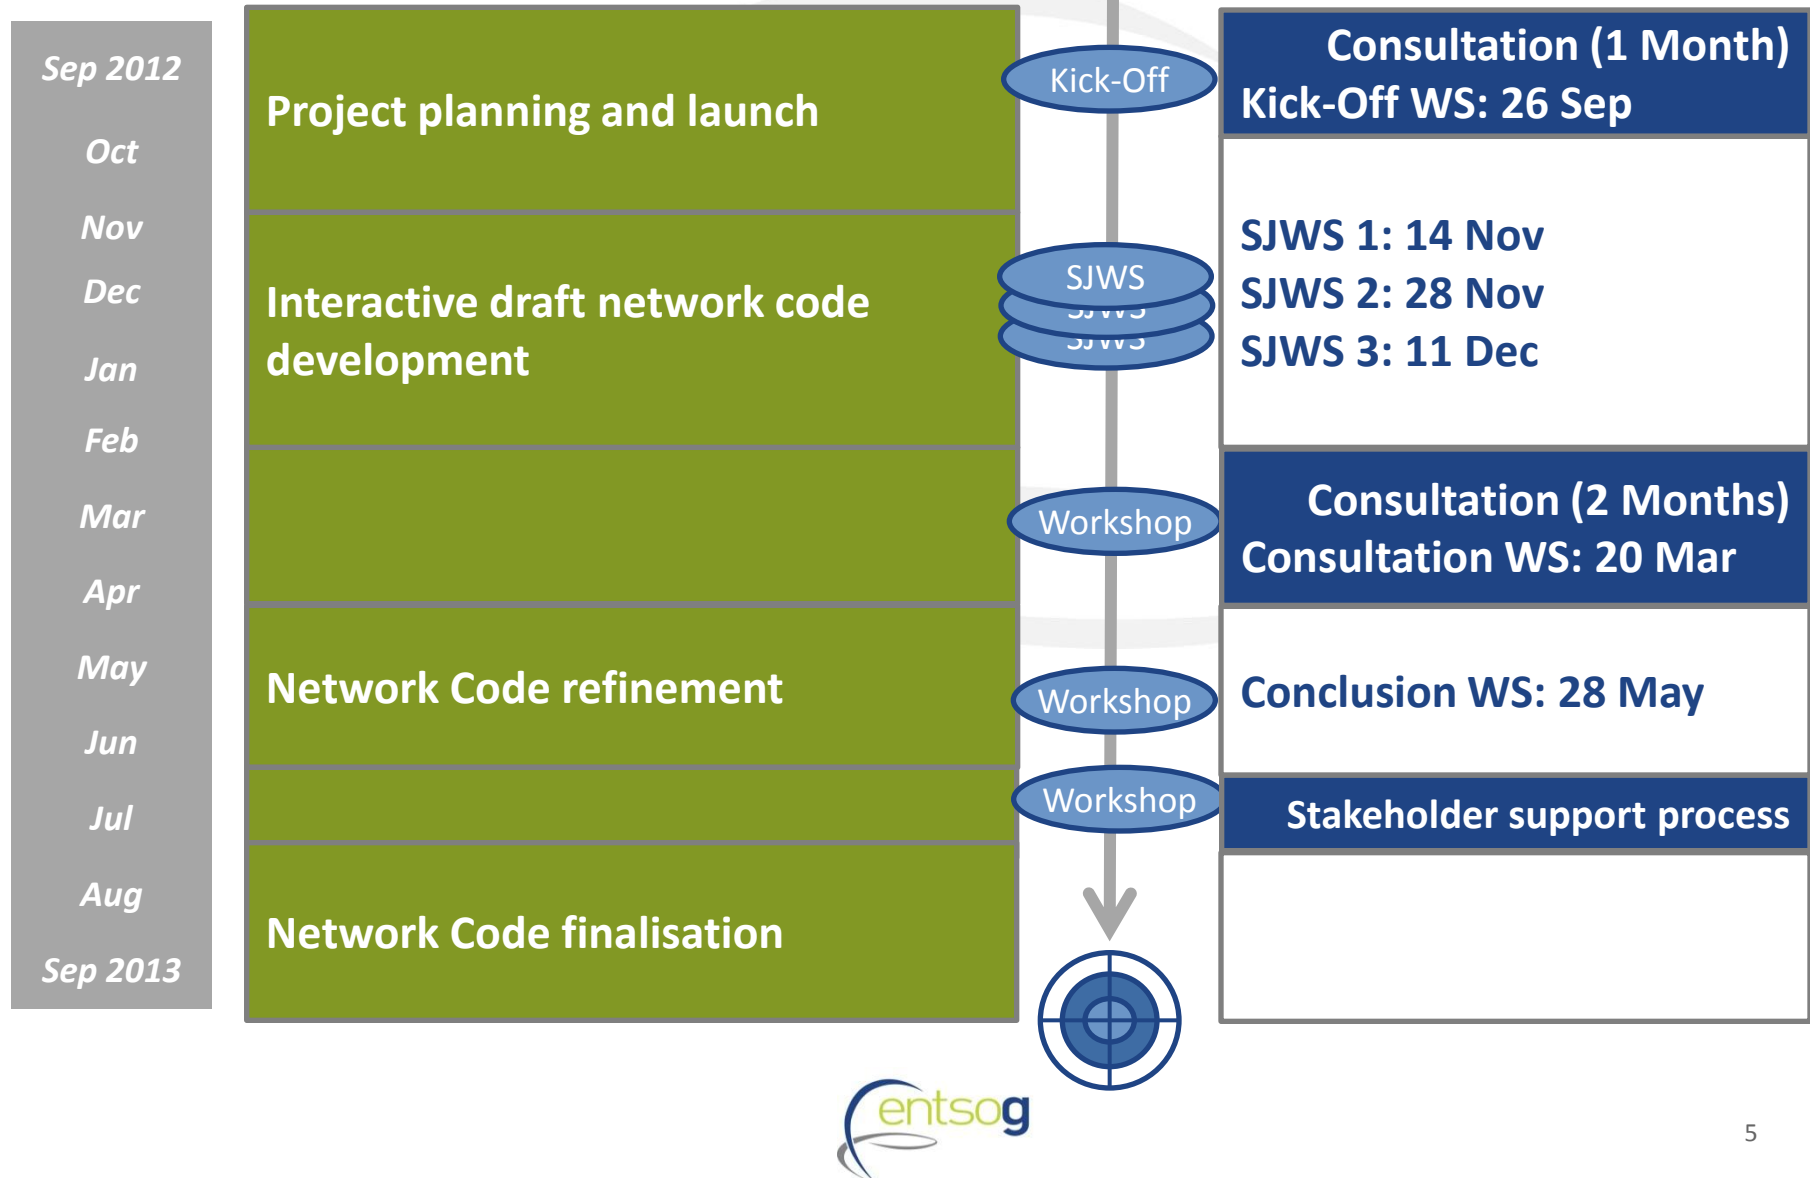 Sep 2012
Oct
Nov
Dec
Jan
Feb
Mar
Apr
May
Jun
Jul
Aug
Sep 2013
Project planning and launch
Interactive draft network code
development
Network Code refinement
Network Code finalisation
Kick-Off
SJWS
SJWS
SJWS
Workshop
Workshop
Workshop
Consultation (1 Month)
Kick-Off WS: 26 Sep
SJWS 1: 14 Nov
SJWS 2: 28 Nov
SJWS 3: 11 Dec
Consultation (2 Months)
Consultation WS: 20 Mar
Conclusion WS: 28 May
Stakeholder support process
entsog
5